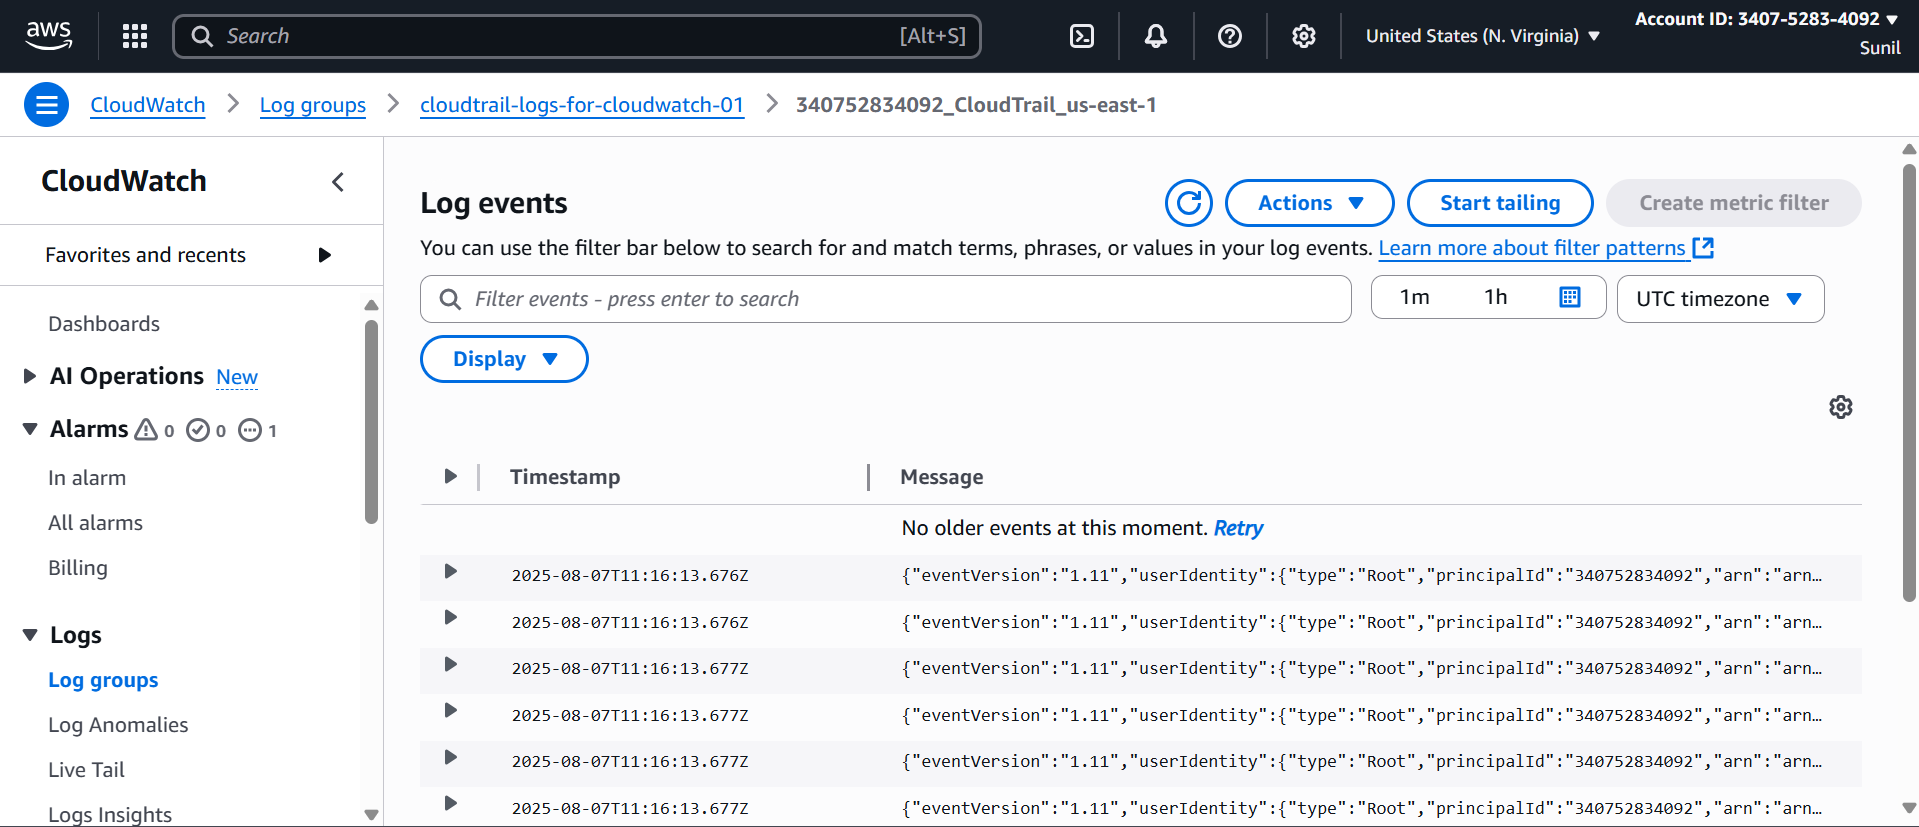 aws
Search [Alt+S]
United States (N. Virginia)
Account ID: 3407-5283-4092
Sunil
CloudWatch
Log groups
cloudtrail-logs-for-cloudwatch-01
340752834092_CloudTrail_us-east-1
CloudWatch
Favorites and recents
Dashboards
AI Operations New
Alarms 0 0 1
In alarm
All alarms
Billing
Logs
Log groups
Log Anomalies
Live Tail
Logs Insights
Log events
Actions
Start tailing
Create metric filter
You can use the filter bar below to search for and match terms, phrases, or values in your log events. Learn more about filter patterns
Filter events - press enter to search
1m 1h
UTC timezone
Display
Timestamp Message
No older events at this moment. Retry
2025-08-07T11:16:13.676Z {"eventVersion":"1.11","userIdentity":{"type":"Root","principalId":"340752834092","arn":"arn…
2025-08-07T11:16:13.676Z {"eventVersion":"1.11","userIdentity":{"type":"Root","principalId":"340752834092","arn":"arn…
2025-08-07T11:16:13.677Z {"eventVersion":"1.11","userIdentity":{"type":"Root","principalId":"340752834092","arn":"arn…
2025-08-07T11:16:13.677Z {"eventVersion":"1.11","userIdentity":{"type":"Root","principalId":"340752834092","arn":"arn…
2025-08-07T11:16:13.677Z {"eventVersion":"1.11","userIdentity":{"type":"Root","principalId":"340752834092","arn":"arn…
2025-08-07T11:16:13.677Z {"eventVersion":"1.11","userIdentity":{"type":"Root","principalId":"340752834092","arn":"arn…